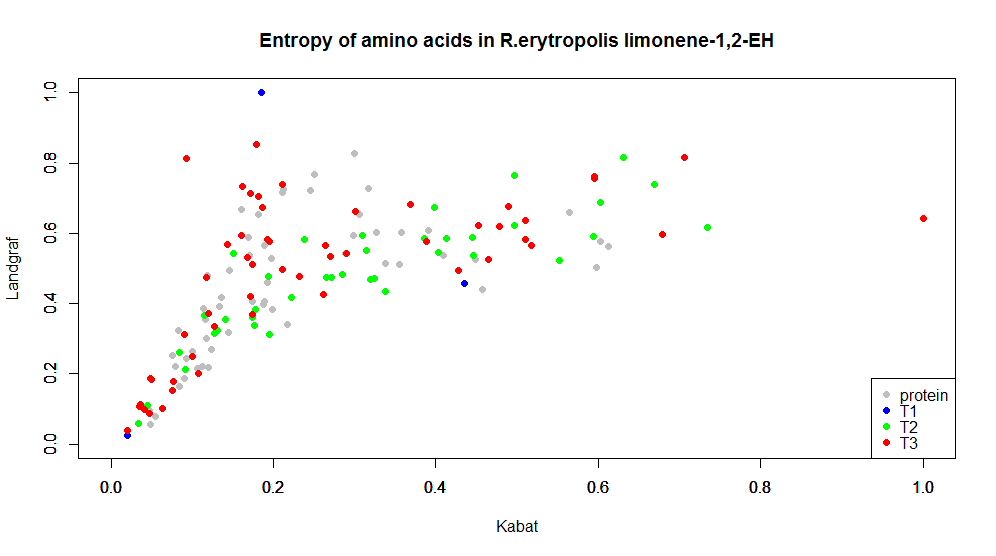 Entropy of amino acids in R.erytropolis limonene-1,2-EH
Landgraf
1.0
0.8
0.6
0.4
0.2
0.0
protein
T1
T2
T3
0.0 0.2 0.4 0.6 0.8 1.0
Kabat